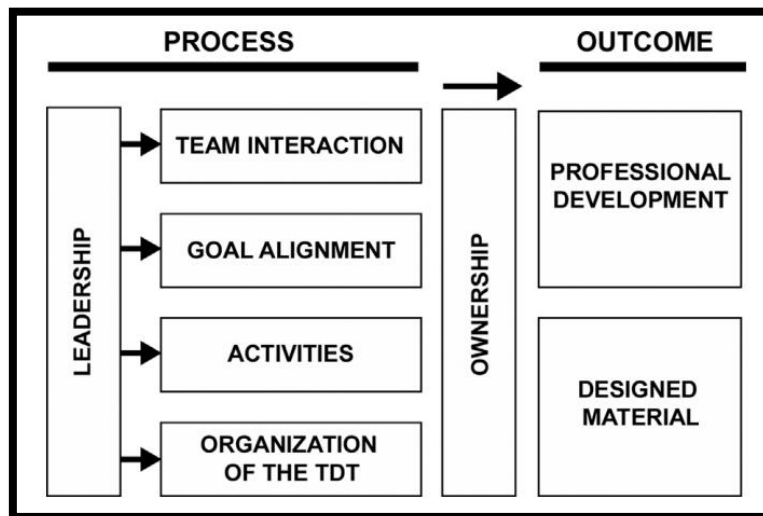 PROCESS
OUTCOME
LEADERSHIP
TEAM INTERACTION
GOAL ALIGNMENT
ACTIVITIES
ORGANIZATION
OF THE TDT
OWNERSHIP
PROFESSIONAL
DEVELOPMENT
DESIGNED
MATERIAL